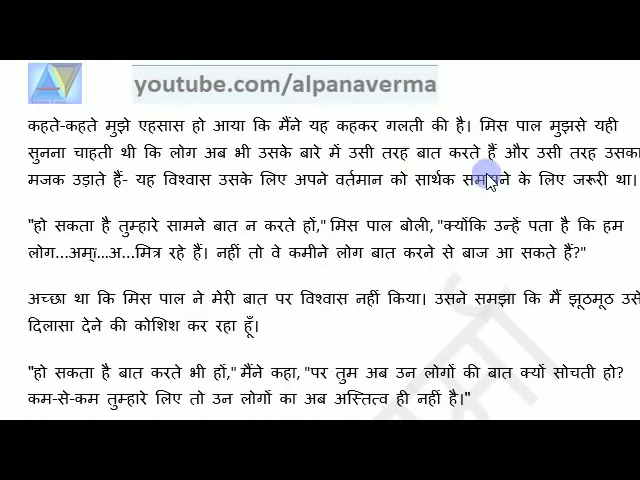 youtube.com/alpanaverma
कहते-कहते मुझे एहसास हो आया कि मैंने यह कहकर गलती की है। मिस पाल मुझसे यही
सुनना चाहती थी कि लोग अब भी उसके बारे में उसी तरह बात करते हैं और उसी तरह उसका
मजक उड़ाते हैं- यह विश्वास उसके लिए अपने वर्तमान को सार्थक समझने के लिए जरूरी था।
"हो सकता है तुम्हारे सामने बात न करते हों," मिस पाल बोली, "क्योंकि उन्हें पता है कि हम
लोग...अम्ं...अ...मित्र रहे हैं। नहीं तो वे कमीने लोग बात करने से बाज आ सकते हैं?"
अच्छा था कि मिस पाल ने मेरी बात पर विश्वास नहीं किया। उसने समझा कि मैं झूठमूठ उसे
दिलासा देने की कोशिश कर रहा हूँ।
"हो सकता है बात करते भी हों," मैंने कहा, "पर तुम अब उन लोगों की बात क्यों सोचती हो?
कम-से-कम तुम्हारे लिए तो उन लोगों का अब अस्तित्व ही नहीं है।"